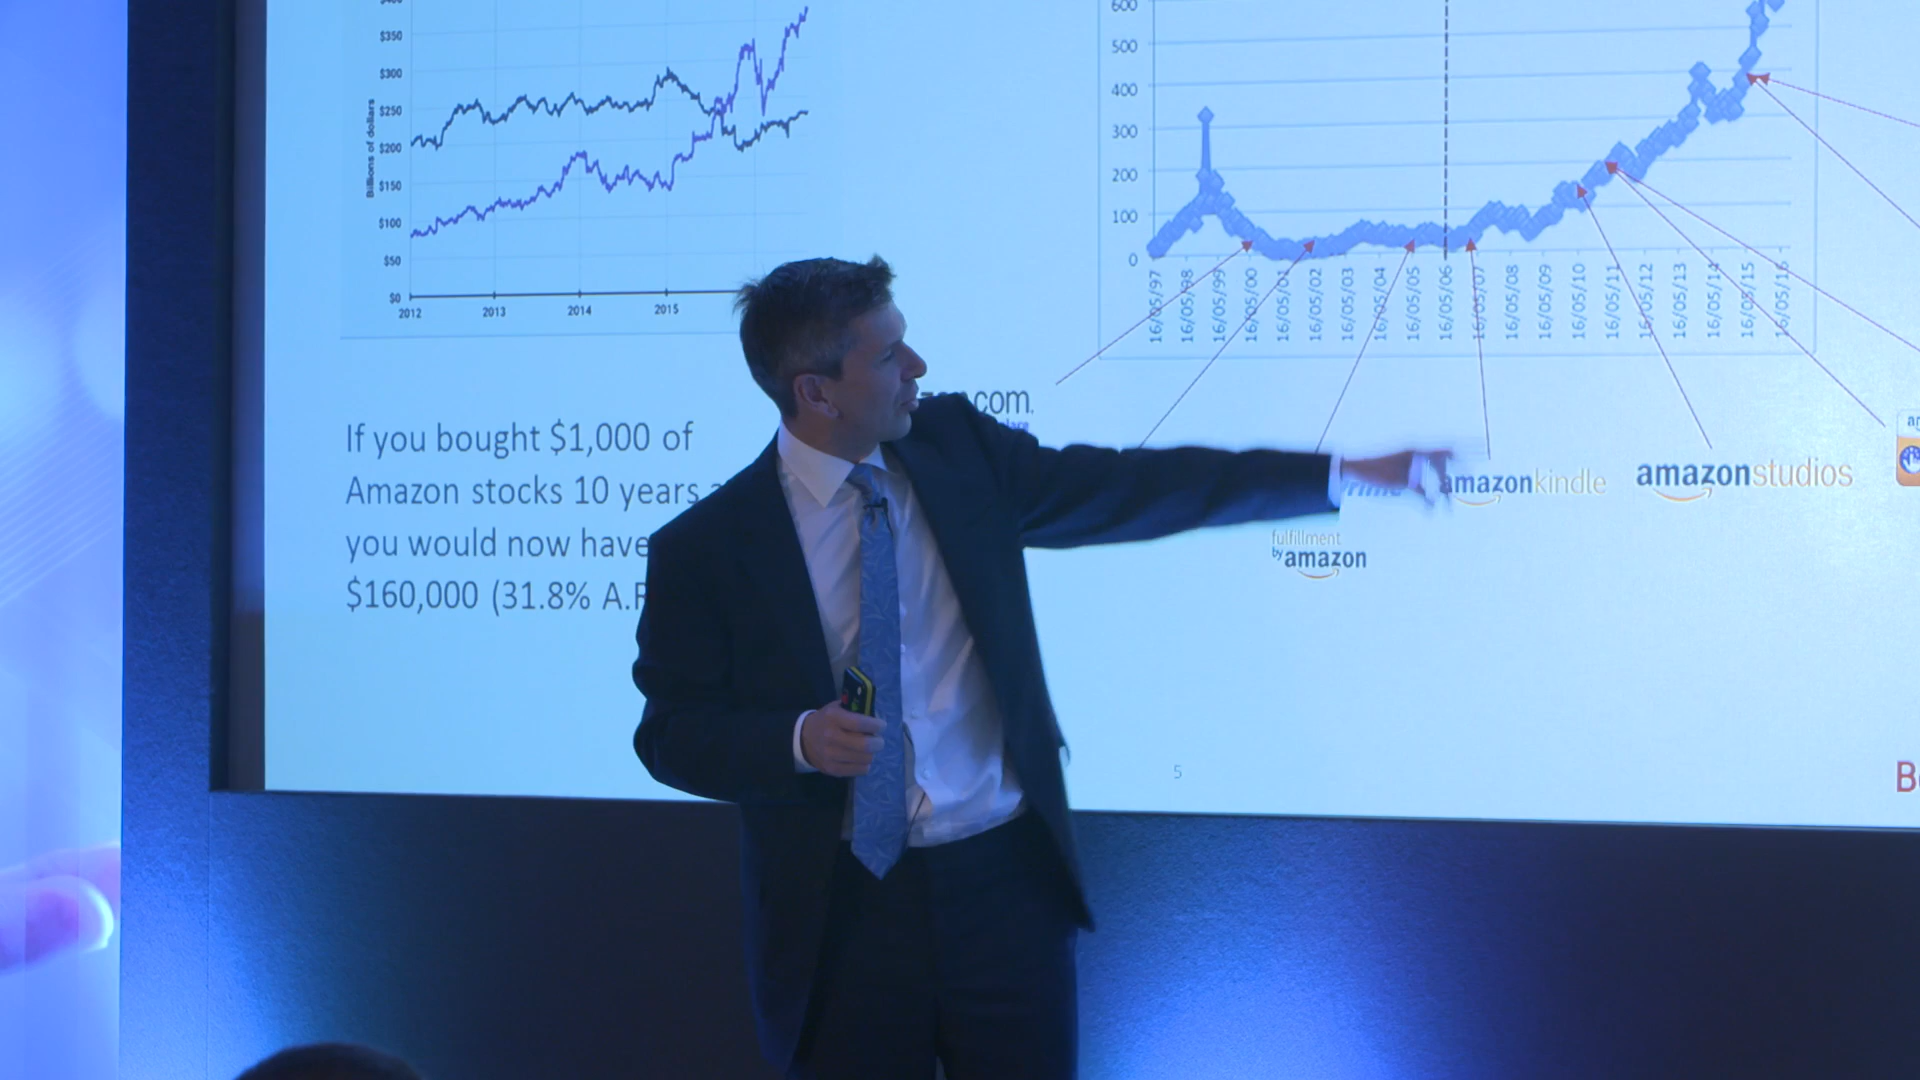 $350
$300
$250
$200
$150
$100
$50
$0
Billions of dollars
2012 2013 2014 2015
600
500
400
300
200
100
0
16/05/97 16/05/98 16/05/99 16/05/00 16/05/01 16/05/02 16/05/03 16/05/04 16/05/05 16/05/06 16/05/07 16/05/08 16/05/09 16/05/10 16/05/11 16/05/12 16/05/13 16/05/14 16/05/15 16/05/16
If you bought $1,000 of
Amazon stocks 10 years
you would now have
$160,000 (31.8% A.
com.
amazonkindle
amazonstudios
fulfillment
by amazon
5